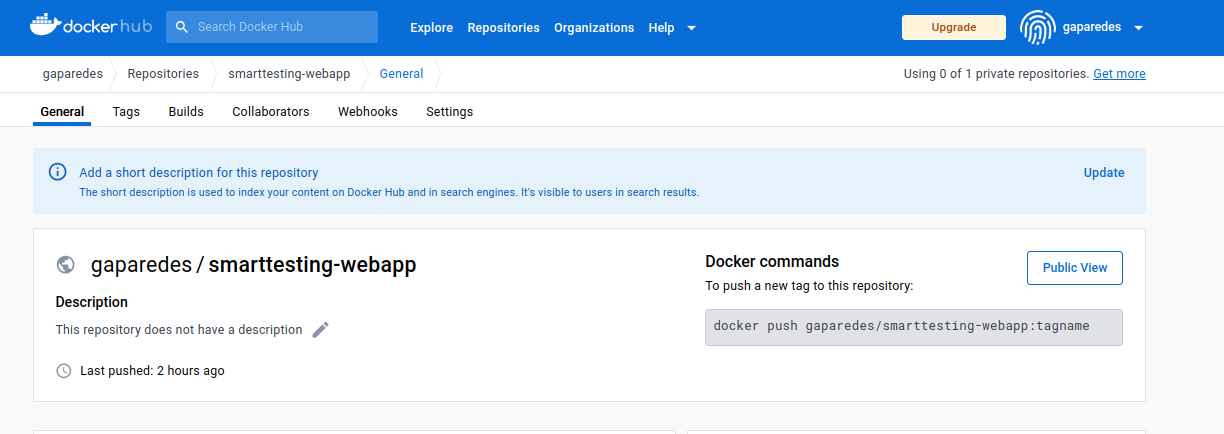 dockerhub
Search Docker Hub
Explore Repositories Organizations Help
Upgrade
gaparedes
gaparedes Repositories smarttesting-webapp General
Using 0 of 1 private repositories. Get more
General Tags Builds Collaborators Webhooks Settings
Add a short description for this repository
The short description is used to index your content on Docker Hub and in search engines. It's visible to users in search results.
Update
gaparedes / smarttesting-webapp
Description
This repository does not have a description
Last pushed: 2 hours ago
Docker commands
Public View
To push a new tag to this repository:
docker push gaparedes/smarttesting-webapp:tagname